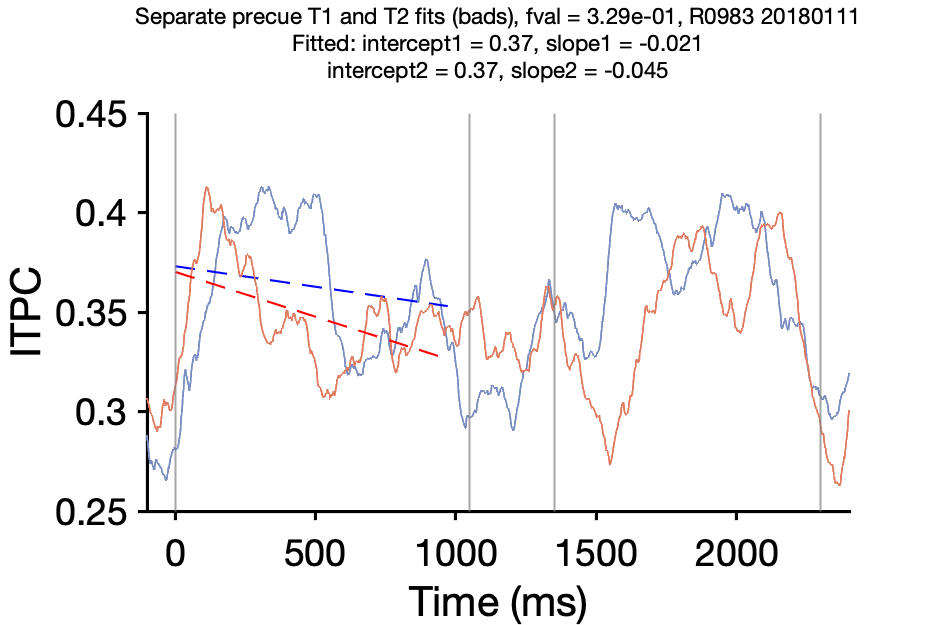 Separate precue T1 and T2 fits (bads), fval = 3.29e-01, R0983 20180111
Fitted: intercept1 = 0.37, slope1 = -0.021
intercept2 = 0.37, slope2 = -0.045
0.45
0.4
0.35
0.3
0.25
ITPC
0 500 1000 1500 2000
Time (ms)